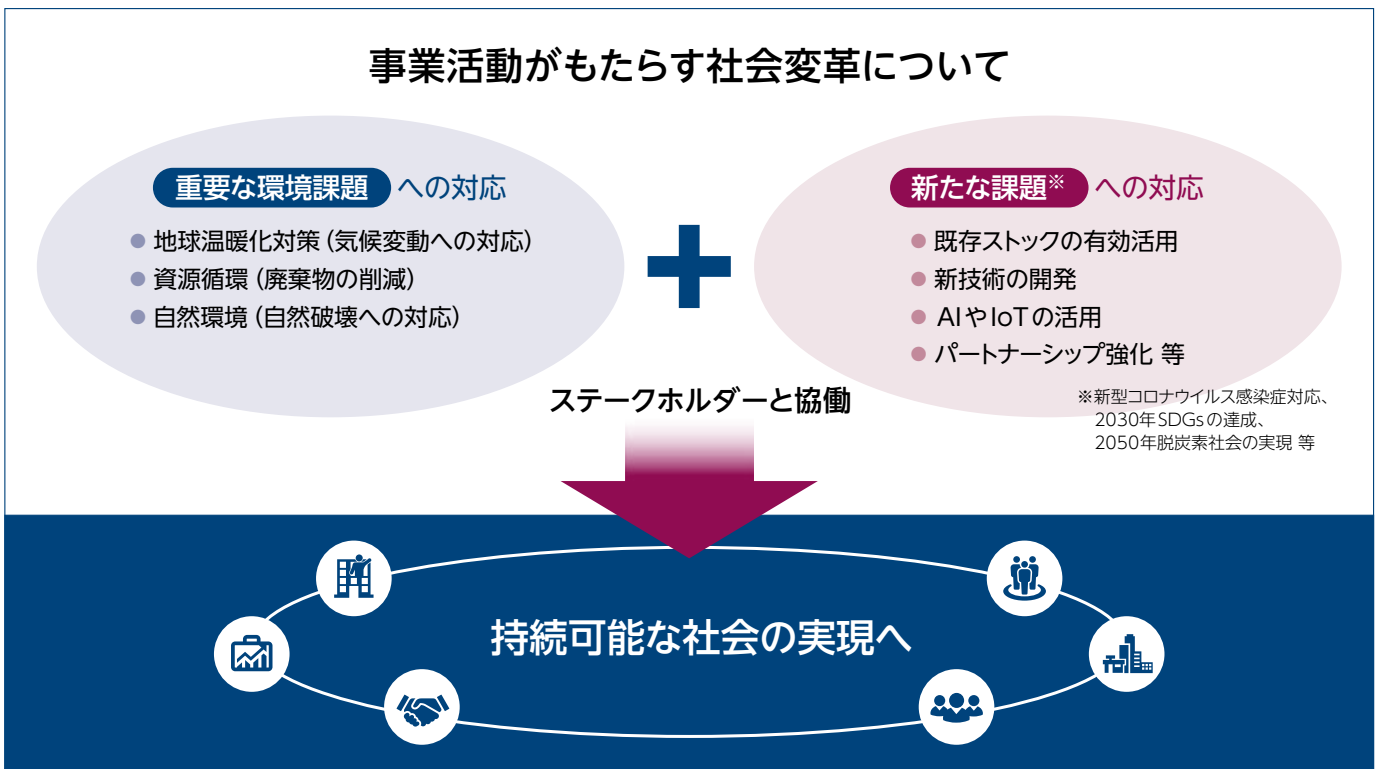 事業活動がもたらす社会変革について
重要な環境課題 への対応
● 地球温暖化対策（気候変動への対応）
● 資源循環（廃棄物の削減）
● 自然環境（自然破壊への対応）
新たな課題※ への対応
● 既存ストックの有効活用
● 新技術の開発
● AIやIoTの活用
● パートナーシップ強化 等
ステークホルダーと協働
※新型コロナウイルス感染症対応、
2030年SDGsの達成、
2050年脱炭素社会の実現 等
持続可能な社会の実現へ